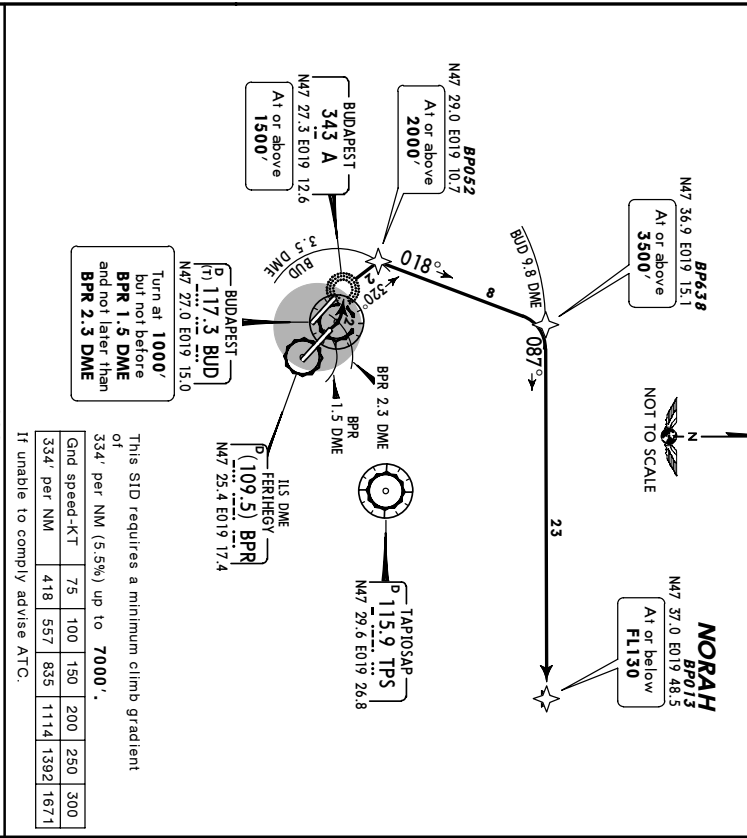 NORAH
BP013
N47 37.0 E019 48.5
At or below
FL130
NOT TO SCALE
N
BP638
N47 36.9 E019 15.1
At or above
3500'
BP052
N47 29.0 E019 10.7
At or above
2000'
BUD 9.8 DME
087°
23
018°
8
320°
2
2
BUD
3.5 DME
BUDAPEST
343 A
N47 27.3 E019 12.6
At or above
1500'
BPR 2.3 DME
BPR
1.5 DME
TAPIOSAP
D 115.9 TPS
N47 29.6 E019 26.8
BUDAPEST
D
(T) 117.3 BUD
N47 27.0 E019 15.0
ILS DME
FERIHEGY
D (109.5) BPR
N47 25.4 E019 17.4
Turn at 1000'
but not before
BPR 1.5 DME
and not later than
BPR 2.3 DME
This SID requires a minimum climb gradient
of
334' per NM (5.5%) up to 7000'.
Gnd speed-KT 75 100 150 200 250 300
334' per NM 418 557 835 1114 1392 1671
If unable to comply advise ATC.